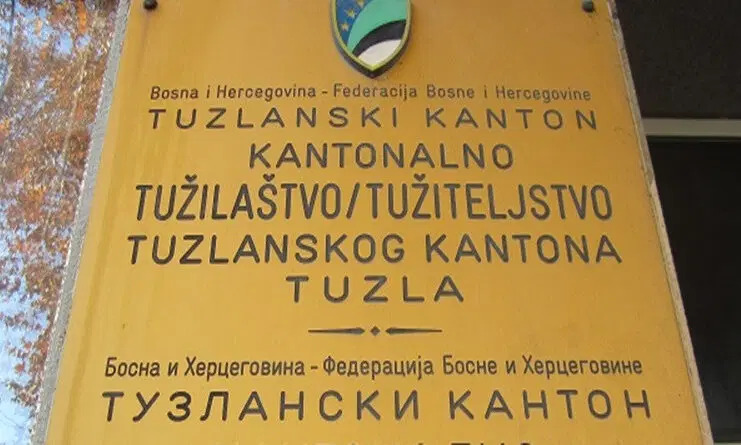 Bosna i Hercegovina - Federacija Bosne i Hercegovine
TUZLANSKI KANTON
KANTONALNO
TUŽILAŠTVO/TUŽITELJSTVO
TUZLANSKOG KANTONA
TUZLA
Босна и Херцеговина - Федерација Босне и Херцеговине
ТУЗЛАНСКИ КАНТОН